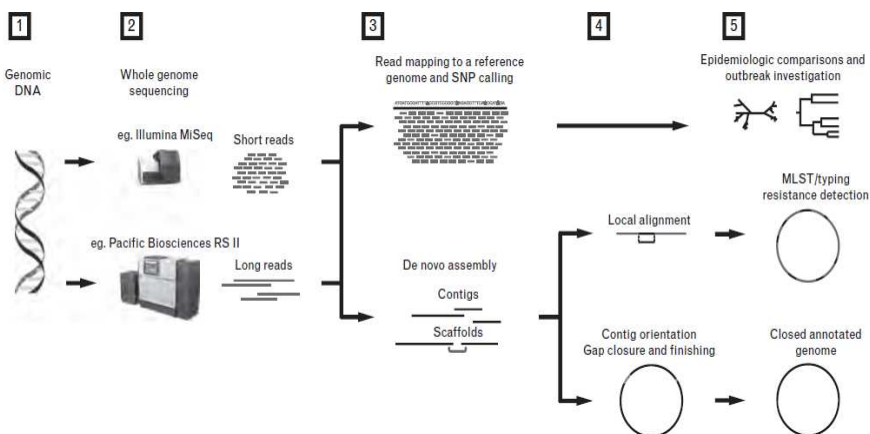 1
2
3
4
5
Genomic
DNA
Whole genome
sequencing
Read mapping to a reference
genome and SNP calling
Epidemiologic comparisons and
outbreak investigation
eg. Illumina MiSeq
Short reads
MLST/typing
resistance detection
Local alignment
eg. Pacific Biosciences RS II
Long reads
De novo assembly
Contigs
Scaffolds
Contig orientation
Gap closure and finishing
Closed annotated
genome